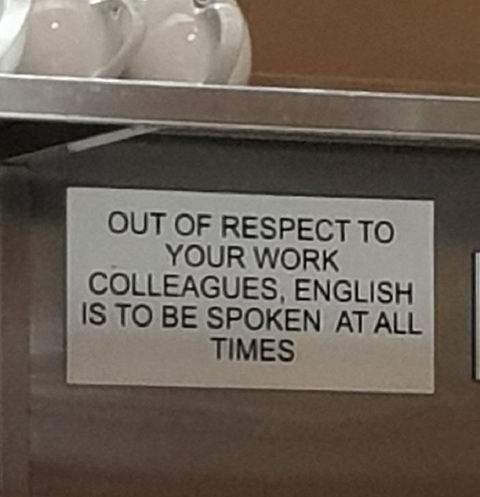 OUT OF RESPECT TO
YOUR WORK
COLLEAGUES, ENGLISH
IS TO BE SPOKEN AT ALL
TIMES